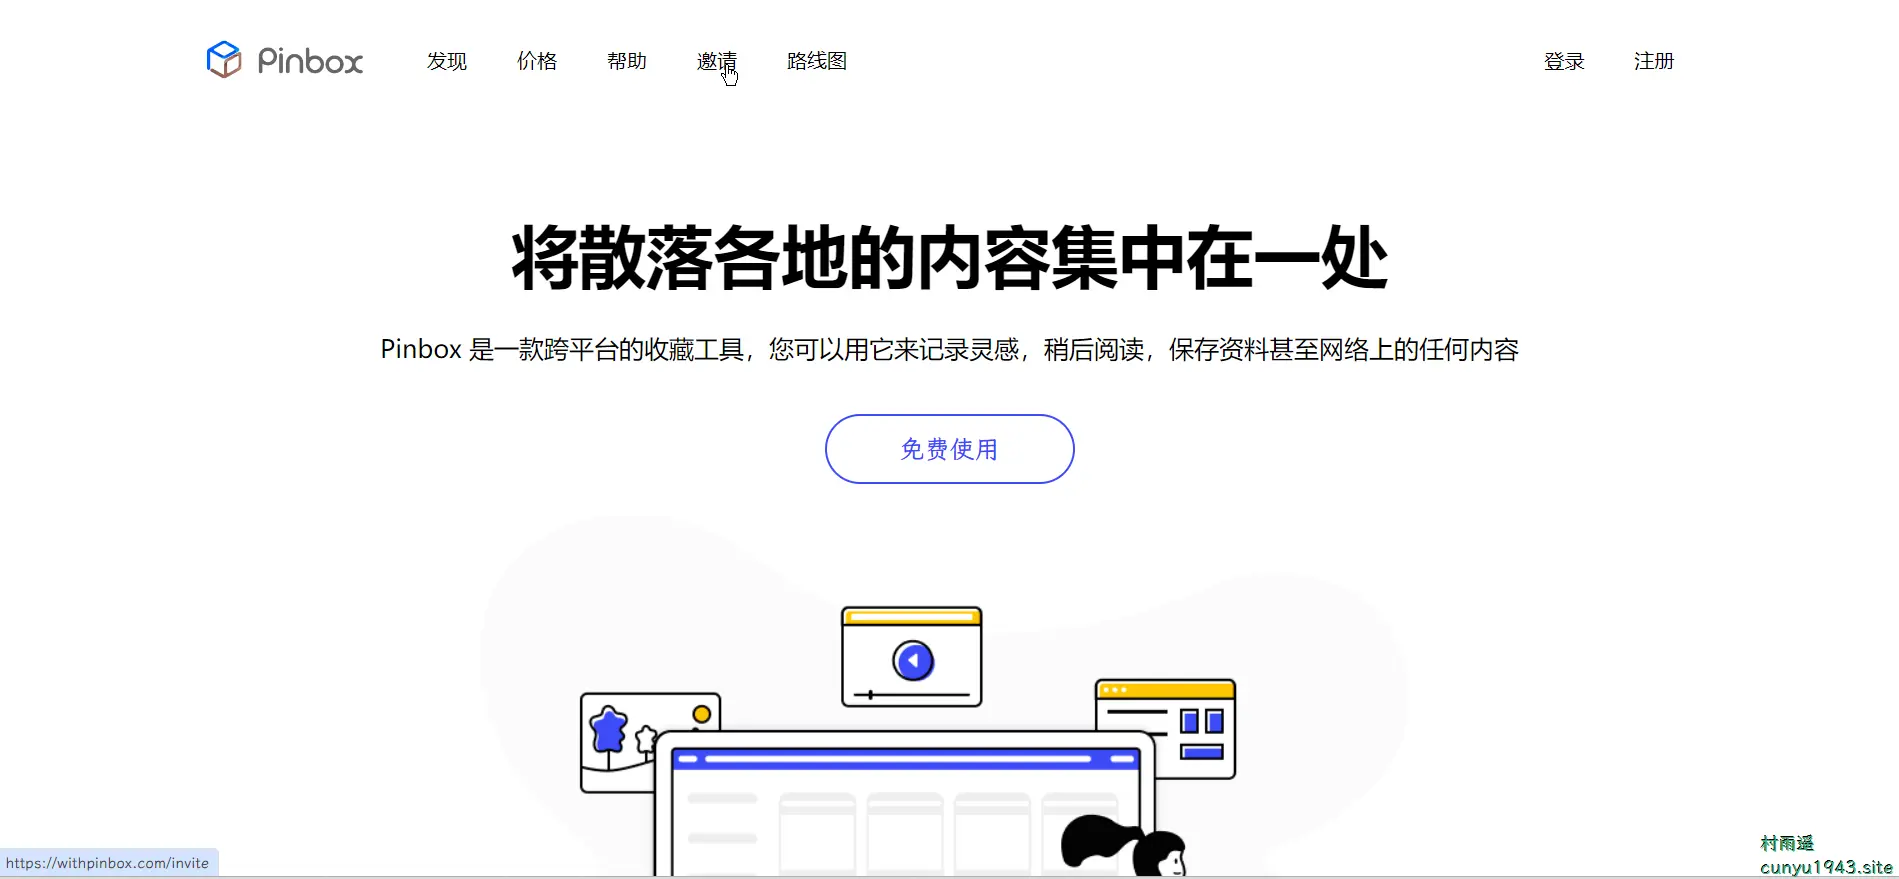 Pinbox 发现 价格 帮助 邀请 路线图 登录 注册
将散落各地的内容集中在一处
Pinbox 是一款跨平台的收藏工具，您可以用它来记录灵感，稍后阅读，保存资料甚至网络上的任何内容
免费使用
https://withpinbox.com/invite
村雨遥
cunyu1943.site